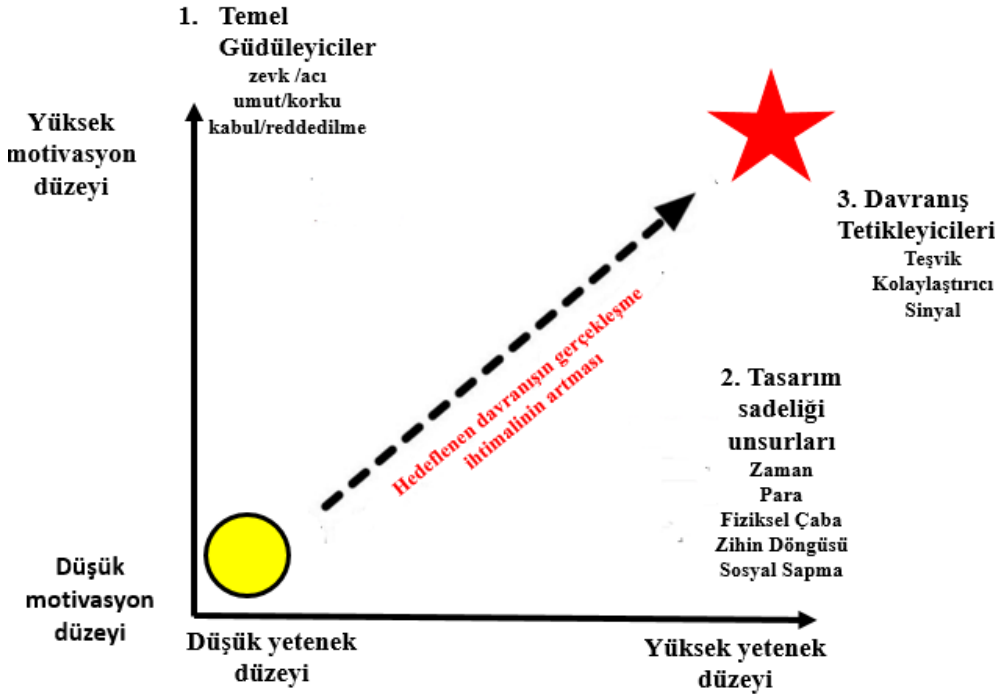 1. Temel
Güdüleyiciler
zevk /acı
umut/korku
kabul/reddedilme
Yüksek
motivasyon
düzeyi
3. Davranış
Tetikleyicileri
Teşvik
Kolaylaştırıcı
Sinyal
Hedeflenen davranışın gerçekleşme
ihtimalinin artması
2. Tasarım
sadeliği
unsurları
Zaman
Para
Fiziksel Çaba
Zihin Döngüsü
Sosyal Sapma
Düşük
motivasyon
düzeyi
Düşük yetenek
düzeyi
Yüksek yetenek
düzeyi